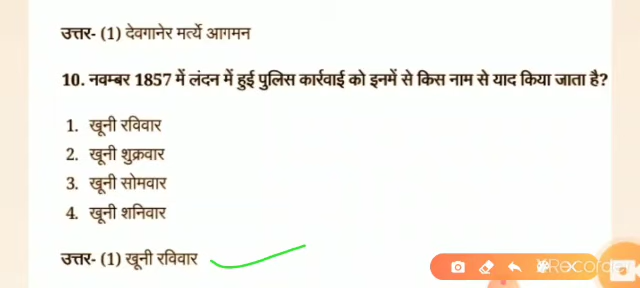 उत्तर- (1) देवगानेर मर्त्ये आगमन
10. नवम्बर 1857 में लंदन में हुई पुलिस कार्रवाई को इनमें से किस नाम से याद किया जाता है?
1. खूनी रविवार
2. खूनी शुक्रवार
3. खूनी सोमवार
4. खूनी शनिवार
उत्तर- (1) खूनी रविवार
Recorder